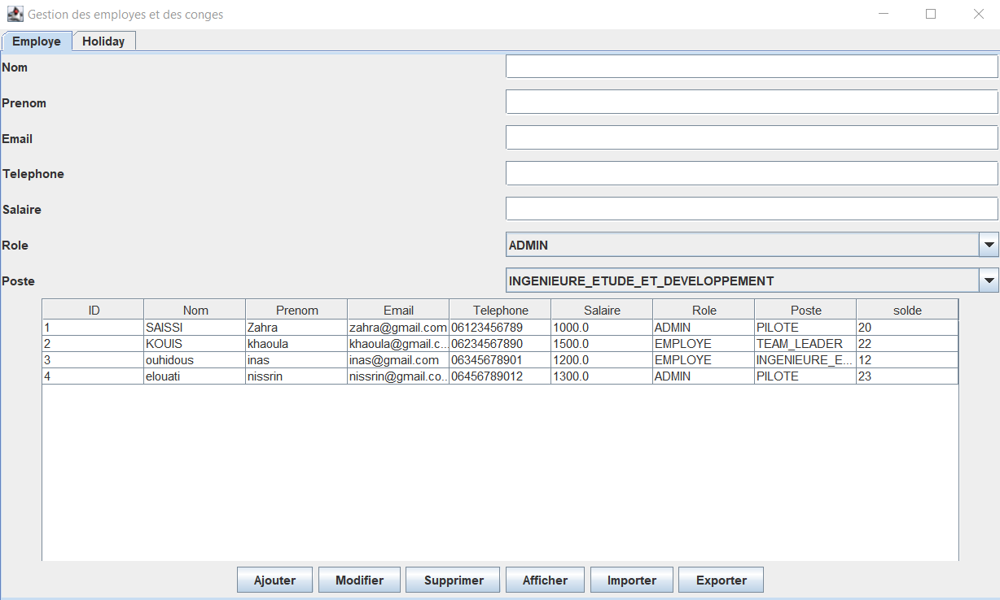 Gestion des employes et des conges
Employe Holiday
Nom
Prenom
Email
Telephone
Salaire
Role ADMIN
Poste INGENIEURE_ETUDE_ET_DEVELOPPEMENT
ID Nom Prenom Email Telephone Salaire Role Poste solde
1 SAISSI Zahra zahra@gmail.com 06123456789 1000.0 ADMIN PILOTE 20
2 KOUIS khaoula khaoula@gmail.c... 06234567890 1500.0 EMPLOYE TEAM_LEADER 22
3 ouhidous inas inas@gmail.com 06345678901 1200.0 EMPLOYE INGENIEURE_E... 12
4 elouati nissrin nissrin@gmail.co... 06456789012 1300.0 ADMIN PILOTE 23
Ajouter Modifier Supprimer Afficher Importer Exporter